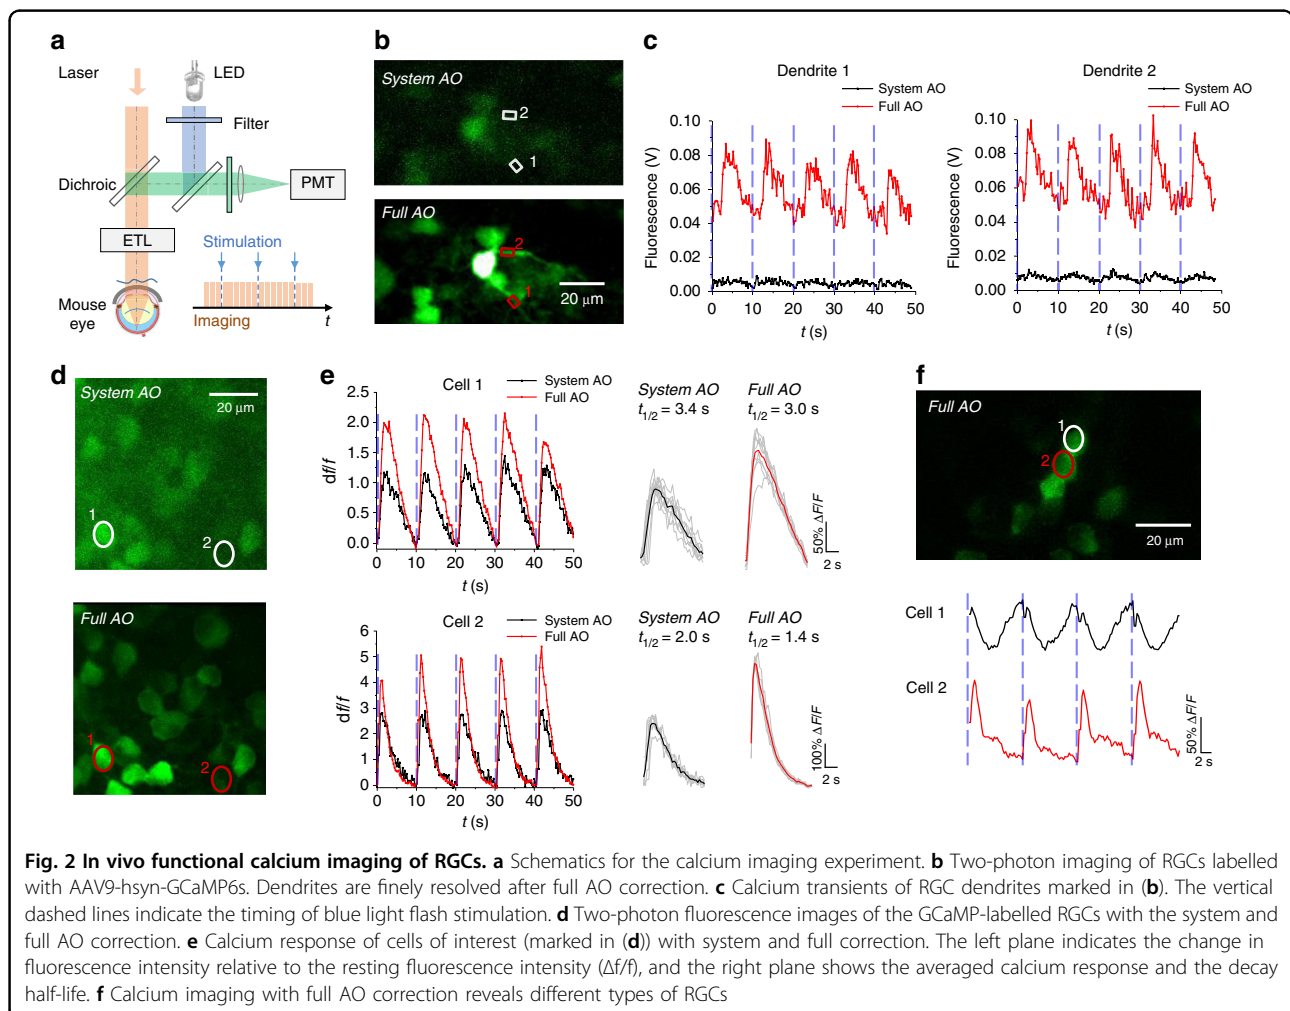 a
Laser
LED
Filter
Dichroic
PMT
ETL
Stimulation
Mouse
eye
Imaging
t
b
System AO
2
1
Full AO
2
1
20 μm
c
Dendrite 1
System AO
Full AO
Fluorescence (V)
0.10
0.08
0.06
0.04
0.02
0.00
0 10 20 30 40 50
t (s)
Dendrite 2
System AO
Full AO
Fluorescence (V)
0.10
0.08
0.06
0.04
0.02
0.00
0 10 20 30 40 50
t (s)
d
System AO
20 μm
1
2
Full AO
1
2
e
Cell 1
System AO
Full AO
df/f
2.5
2.0
1.5
1.0
0.5
0.0
0 10 20 30 40 50
t (s)
System AO
t1/2 = 3.4 s
Full AO
t1/2 = 3.0 s
50% ΔF/F
2 s
Cell 2
System AO
Full AO
df/f
6
5
4
3
2
1
0
0 10 20 30 40 50
t (s)
System AO
t1/2 = 2.0 s
Full AO
t1/2 = 1.4 s
100% ΔF/F
2 s
f
Full AO
1
2
20 μm
Cell 1
Cell 2
50% ΔF/F
2 s
Fig. 2 In vivo functional calcium imaging of RGCs. a Schematics for the calcium imaging experiment. b Two-photon imaging of RGCs labelled
with AAV9-hsyn-GCaMP6s. Dendrites are finely resolved after full AO correction. c Calcium transients of RGC dendrites marked in (b). The vertical
dashed lines indicate the timing of blue light flash stimulation. d Two-photon fluorescence images of the GCaMP-labelled RGCs with the system and
full AO correction. e Calcium response of cells of interest (marked in (d)) with system and full correction. The left plane indicates the change in
fluorescence intensity relative to the resting fluorescence intensity (Δf/f), and the right plane shows the averaged calcium response and the decay
half-life. f Calcium imaging with full AO correction reveals different types of RGCs